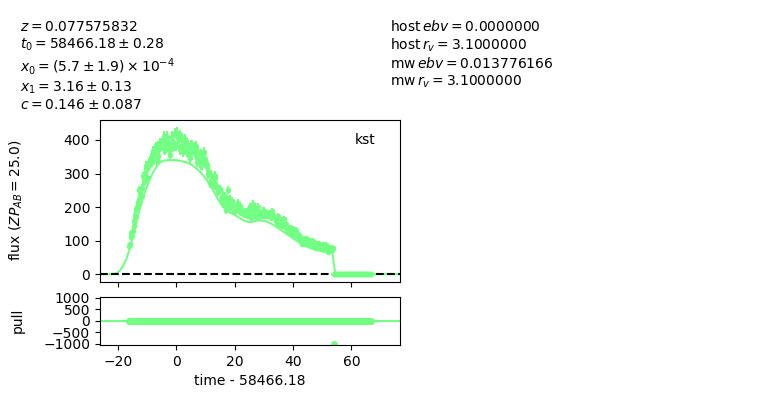 z = 0.077575832
t₀ = 58466.18 ± 0.28
x₀ = (5.7 ± 1.9) × 10⁻⁴
x₁ = 3.16 ± 0.13
c = 0.146 ± 0.087
host ebv = 0.0000000
host r_v = 3.1000000
mw ebv = 0.013776166
mw r_v = 3.1000000
kst
flux (ZP_AB = 25.0)
400
300
200
100
0
pull
1000
500
0
−500
−1000
−20 0 20 40 60
time - 58466.18